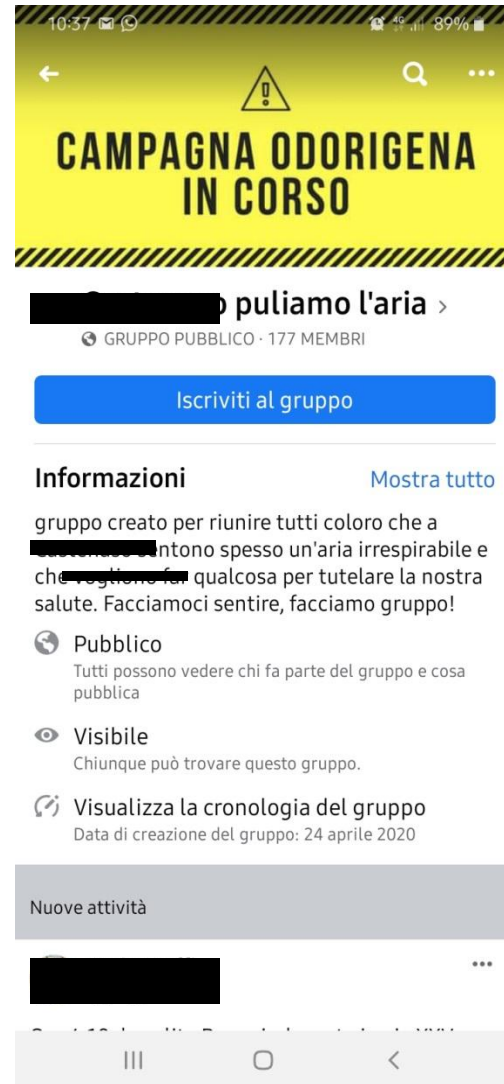 10:37 4G 89%
CAMPAGNA ODORIGENA
IN CORSO
puliamo l'aria >
GRUPPO PUBBLICO · 177 MEMBRI
Iscriviti al gruppo
Informazioni Mostra tutto
gruppo creato per riunire tutti coloro che a
spesso un'aria irrespirabile e
che qualcosa per tutelare la nostra
salute. Facciamoci sentire, facciamo gruppo!
Pubblico
Tutti possono vedere chi fa parte del gruppo e cosa
pubblica
Visibile
Chiunque può trovare questo gruppo.
Visualizza la cronologia del gruppo
Data di creazione del gruppo: 24 aprile 2020
Nuove attività